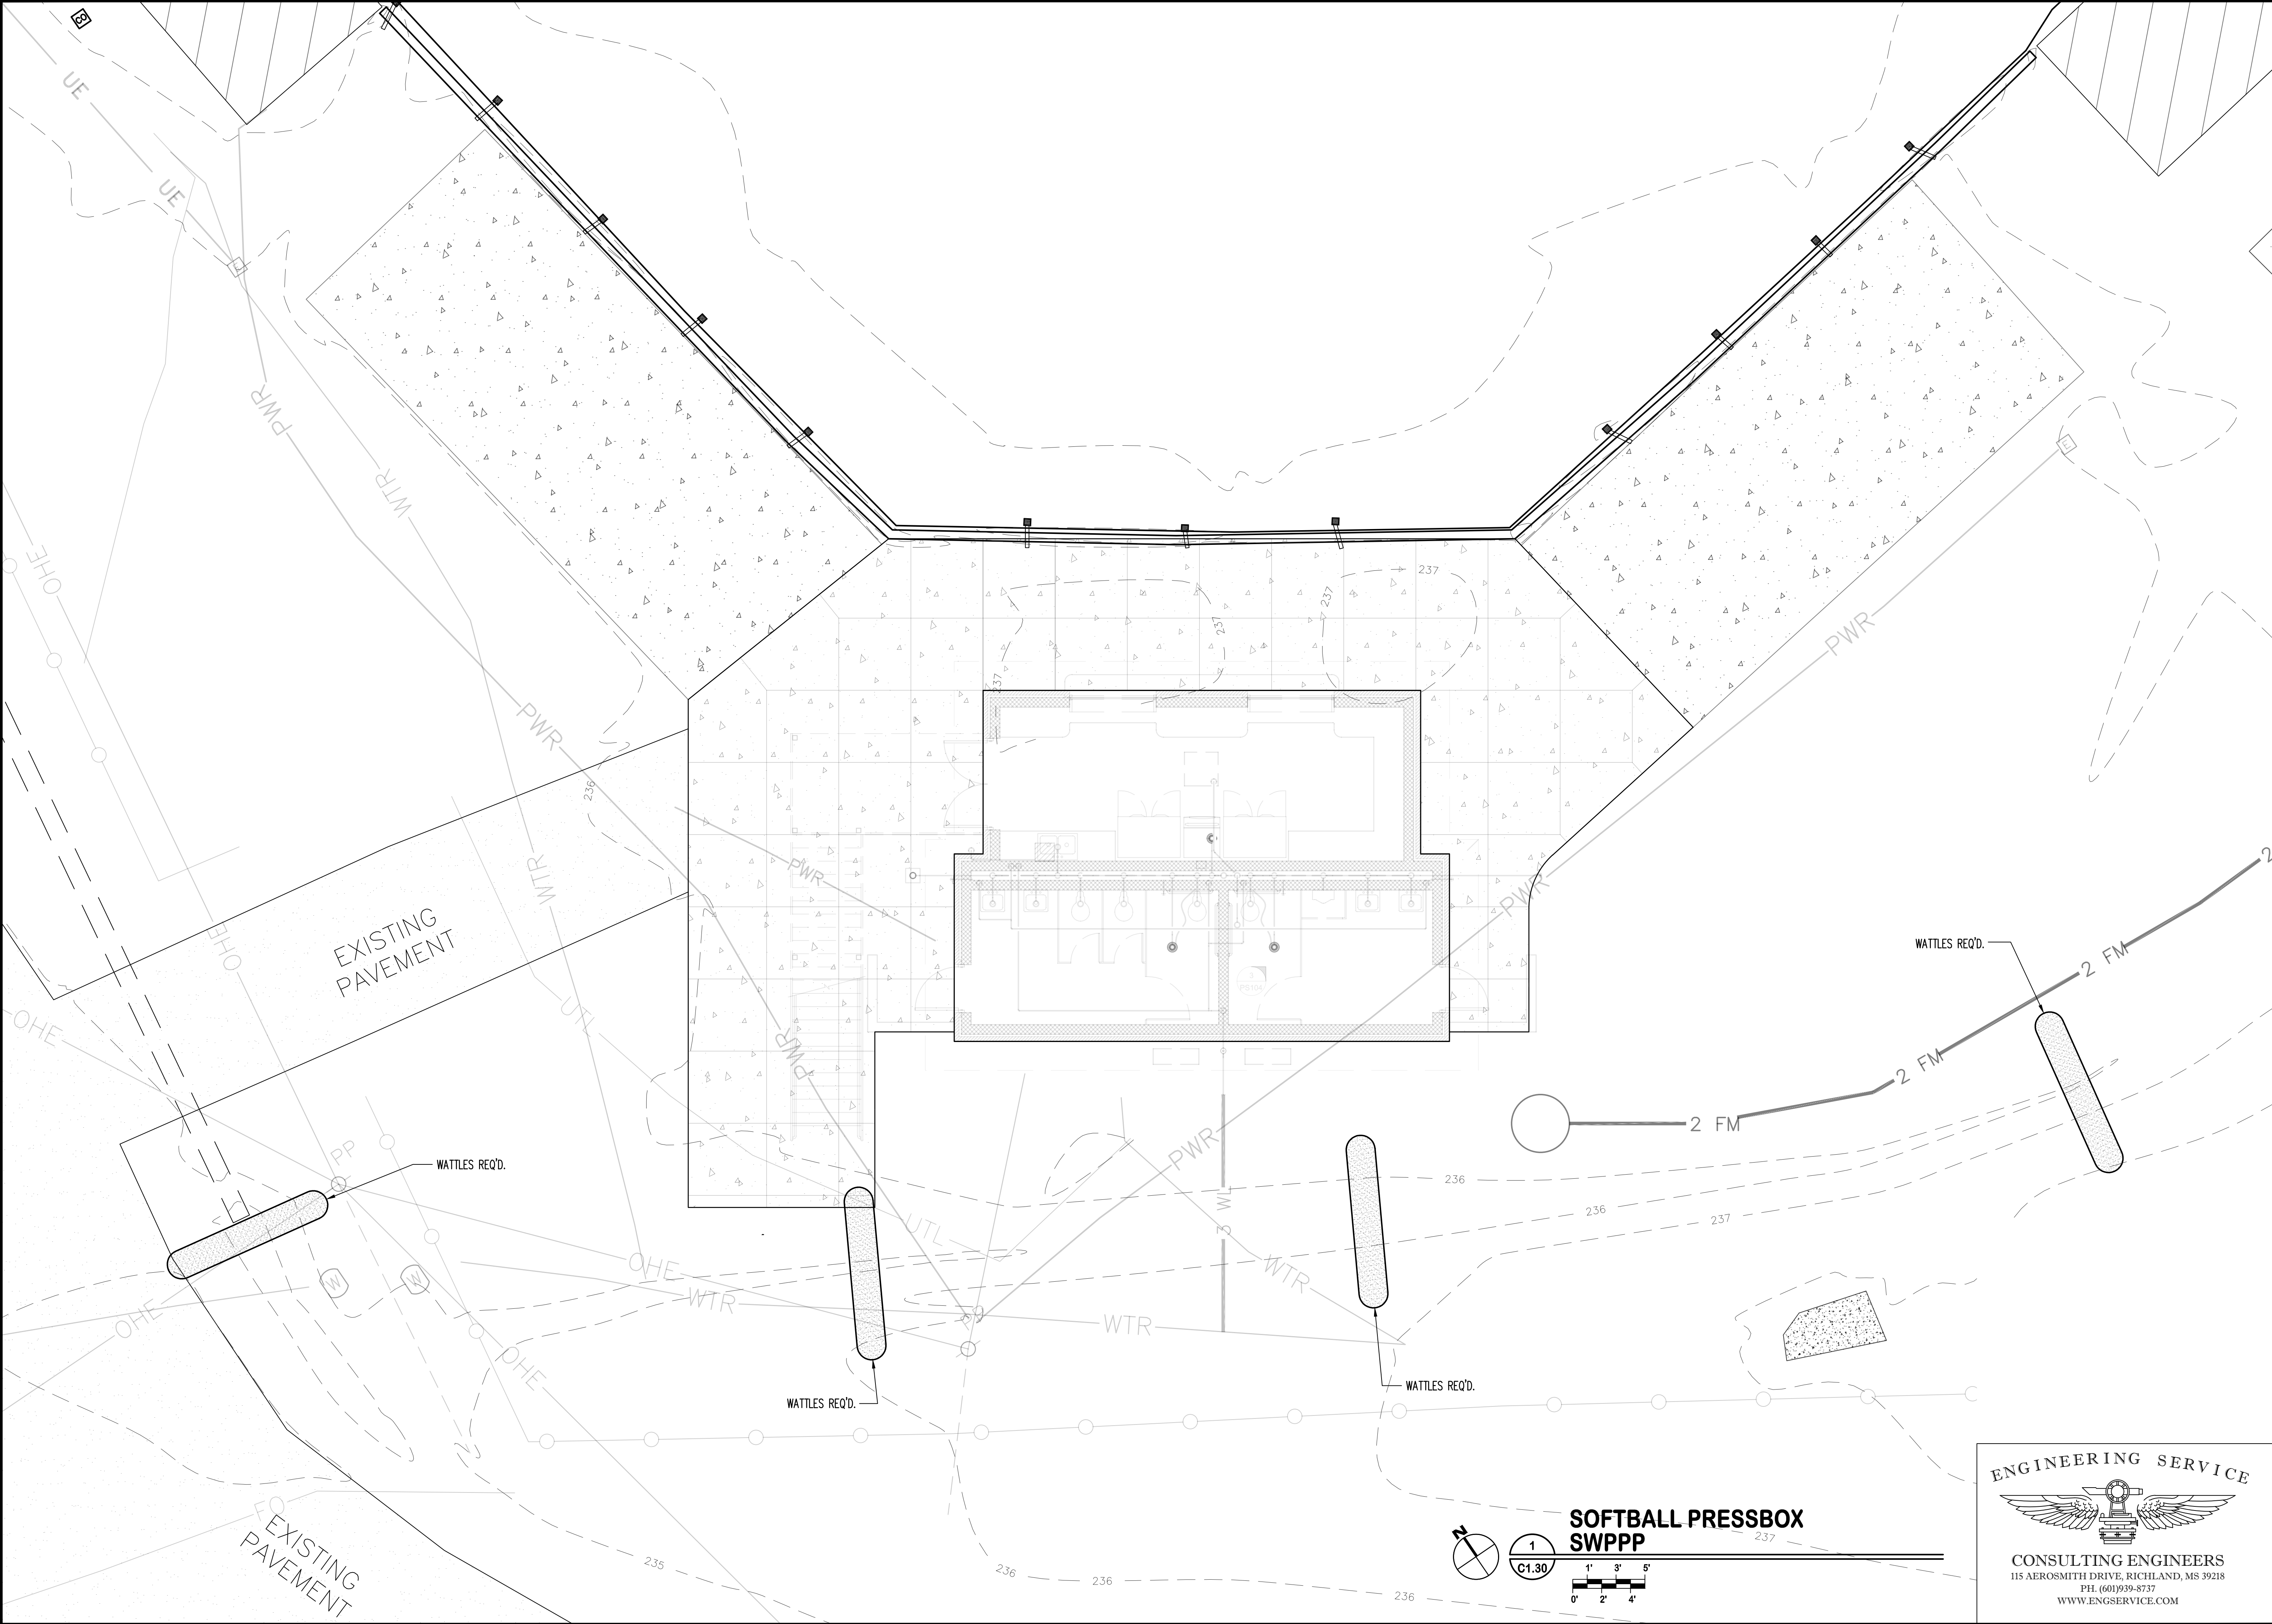 CO
UE
UE
E
PWR
WTR
OHE
237
237
237
237
E
PWR
PWR
236
WTR
PWR
PWR
2
EXISTING
PAVEMENT
OHE
WATTLES REQ'D.
2 FM
OHE
UTL
PWR
2 FM
2 FM
PP
WATTLES REQ'D.
PWR
236
3 WL
236
237
UTL
OHE
W
W
WTR
WTR
OHE
WTR
OHE
WATTLES REQ'D.
WATTLES REQ'D.
FO
EXISTING
PAVEMENT
235
236
236
236
237
N
1
C1.30
SOFTBALL PRESSBOX
SWPPP
1' 3' 5'
0' 2' 4'
ENGINEERING SERVICE
CONSULTING ENGINEERS
115 AEROSMITH DRIVE, RICHLAND, MS 39218
PH. (601)939-8737
WWW.ENGSERVICE.COM